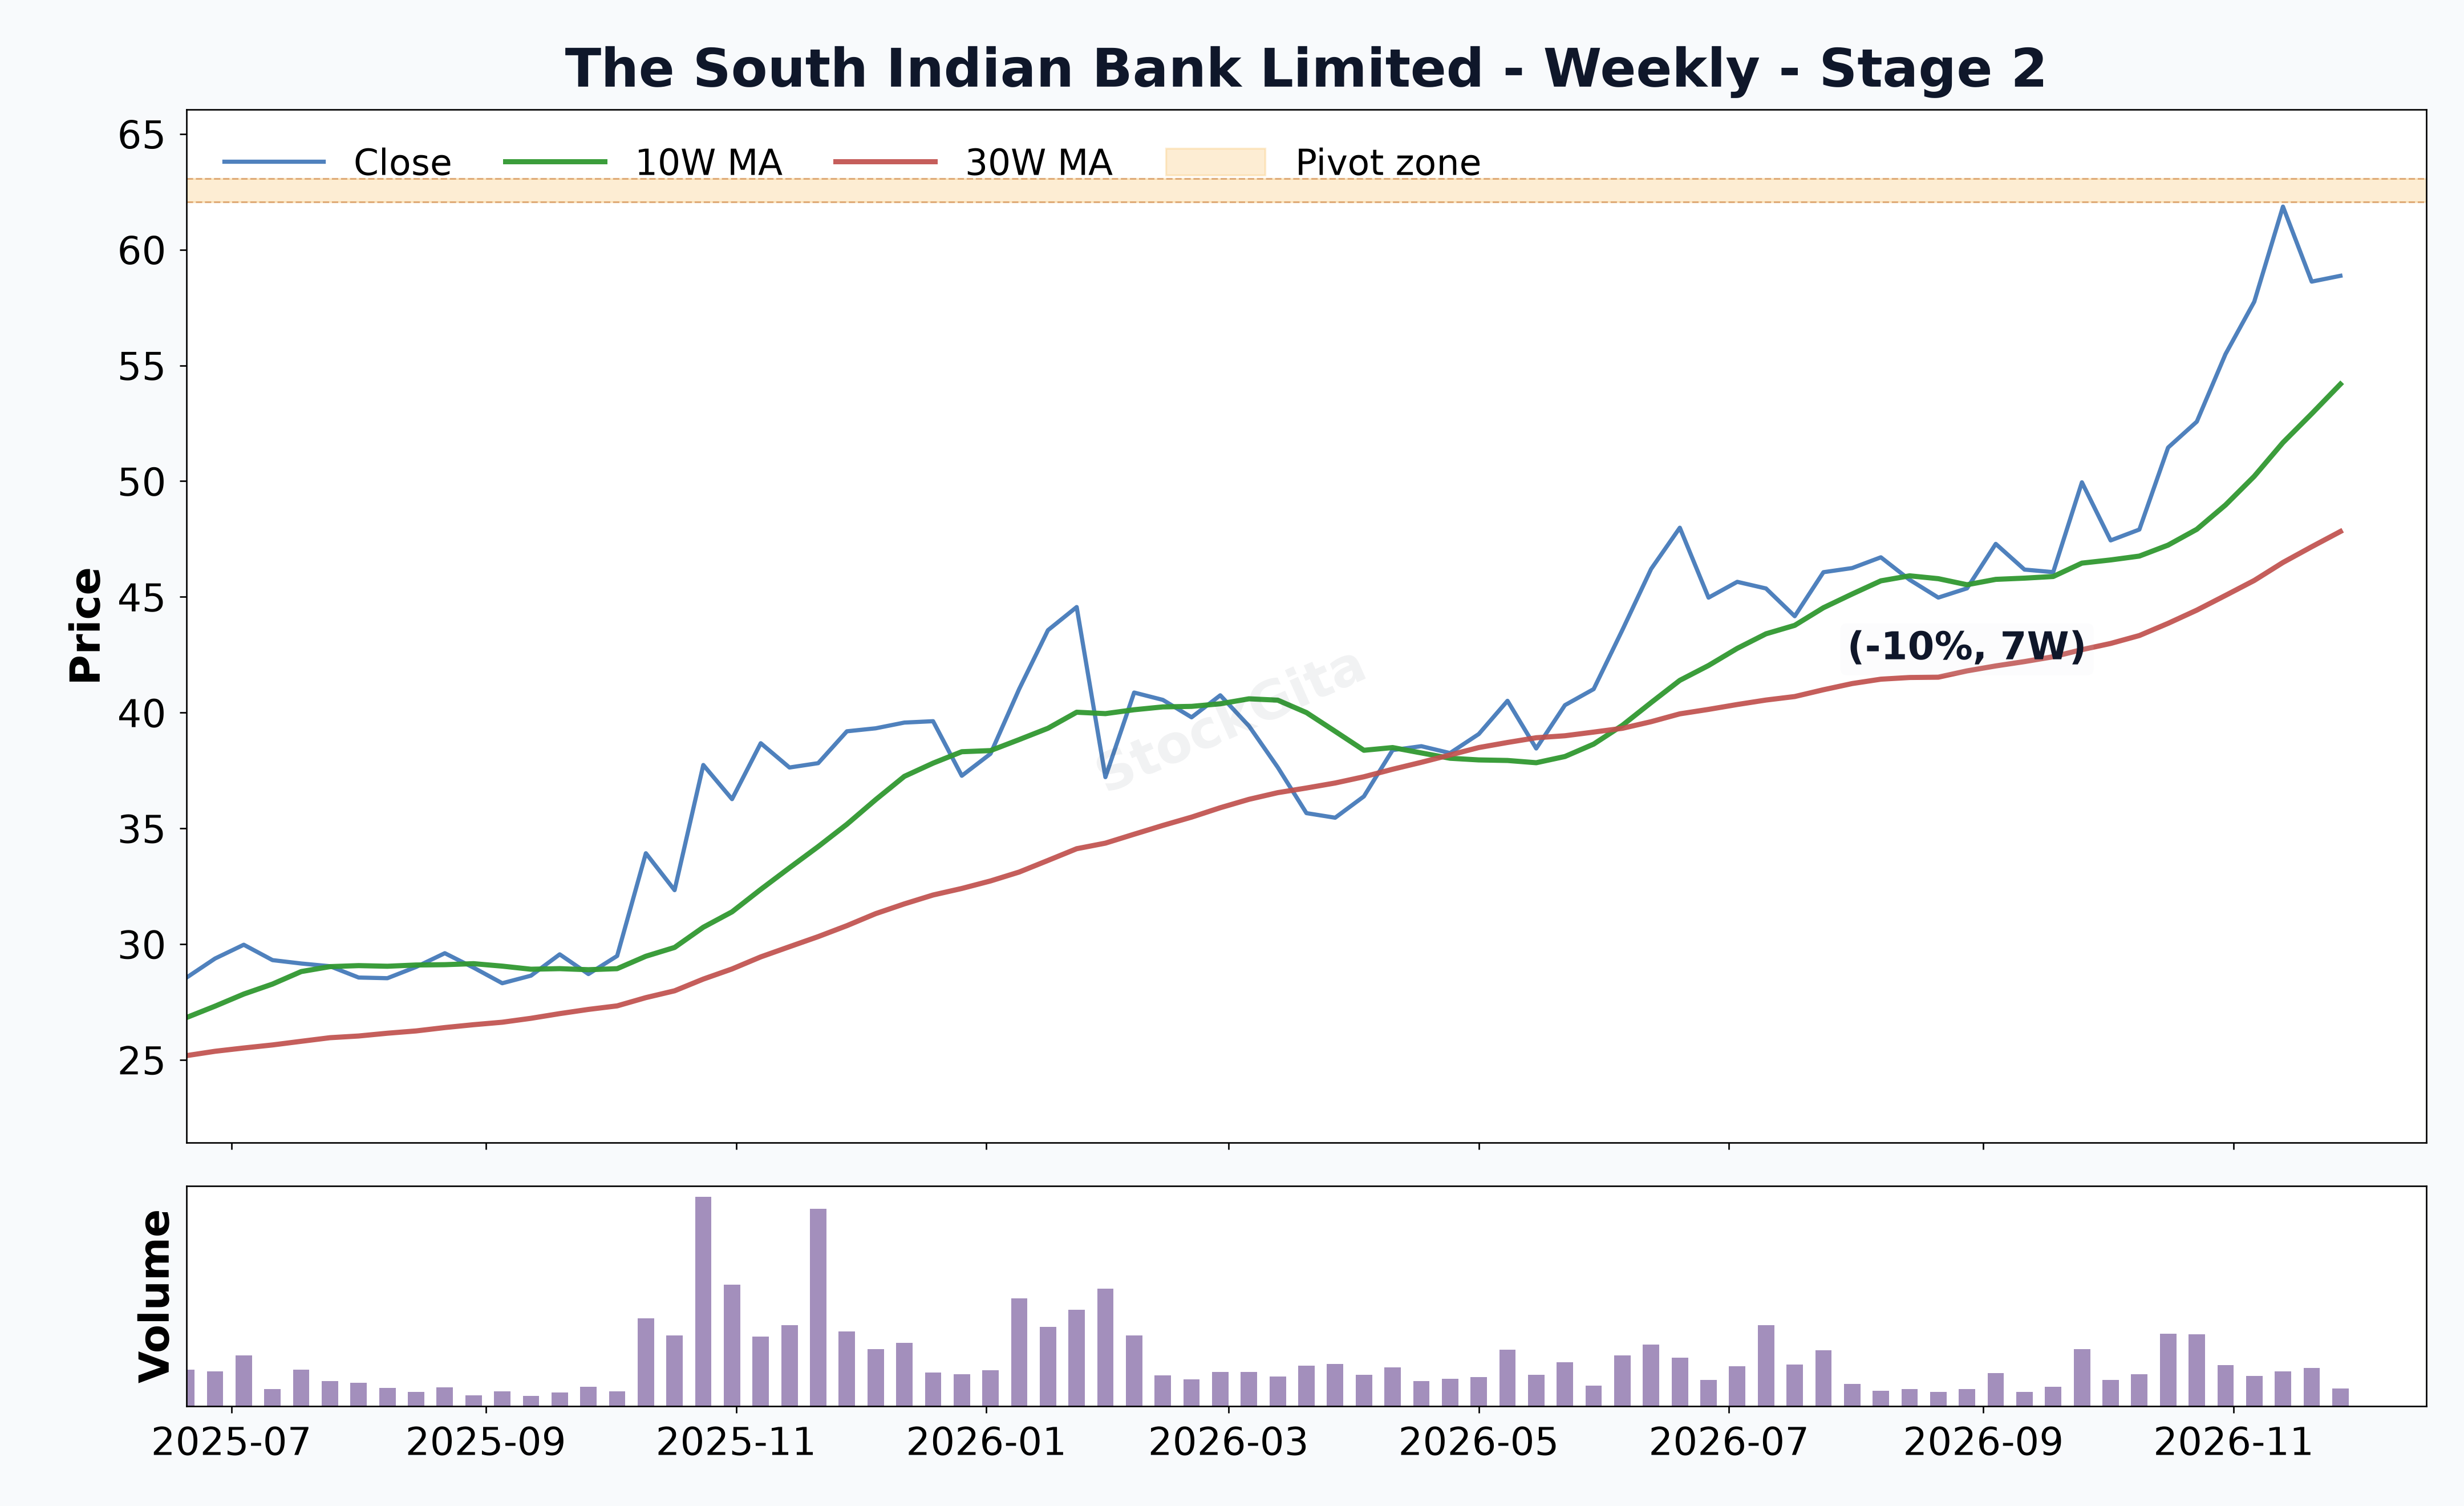 The South Indian Bank Limited - Weekly - Stage 2
Close 10W MA 30W MA Pivot zone
65
60
55
50
45
40
35
30
25
Price
(-10%, 7W)
StockGita
Volume
2025-07 2025-09 2025-11 2026-01 2026-03 2026-05 2026-07 2026-09 2026-11